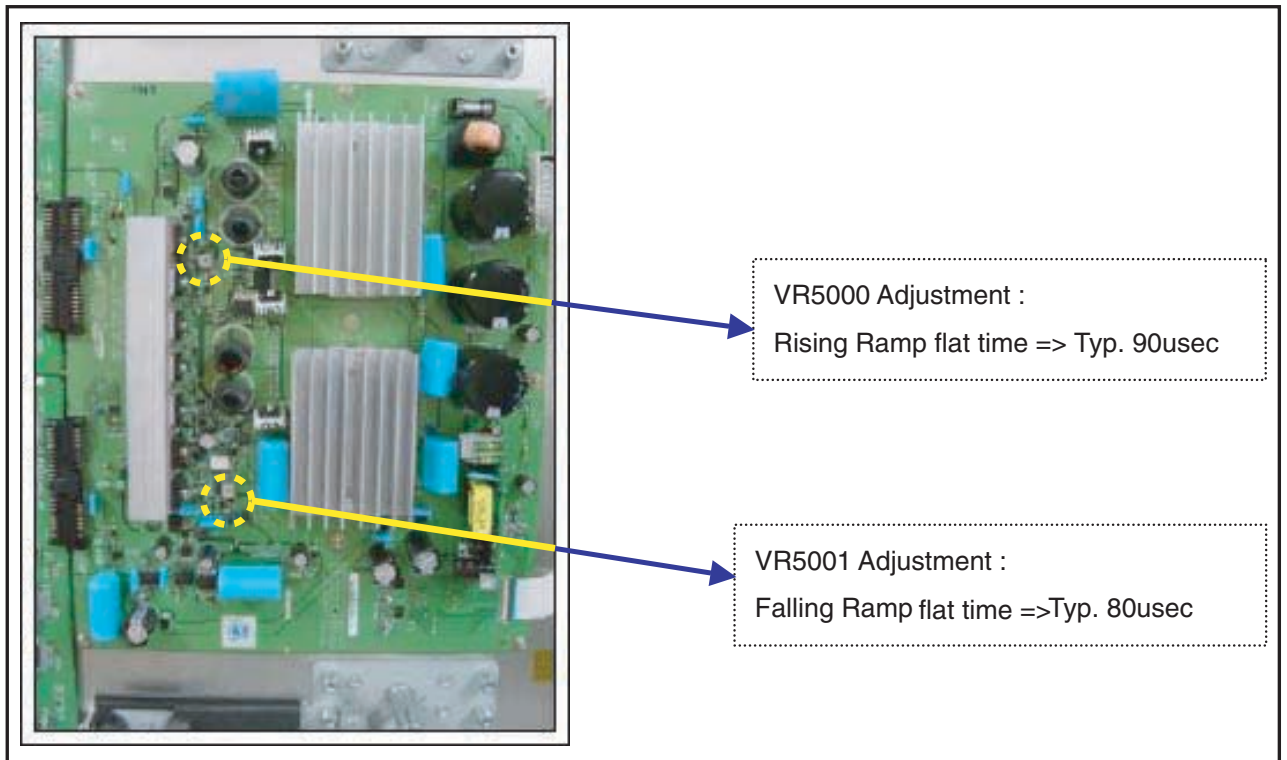 VR5000 Adjustment :
Rising Ramp flat time => Typ. 90usec
VR5001 Adjustment :
Falling Ramp flat time =>Typ. 80usec